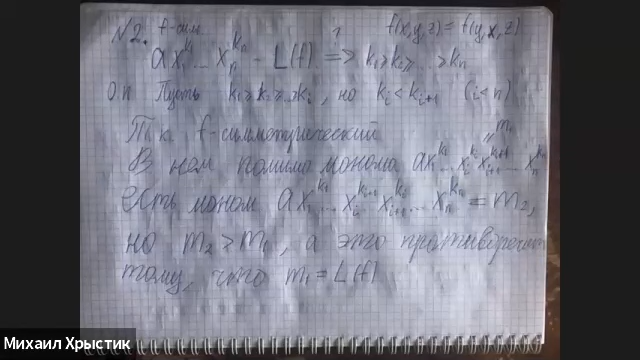 №2. f-сим f(x,y,z) = f(y,x,z)
ax₁^k₁ ... xₙ^kₙ - L(f) => k₁≥k₂≥...≥kₙ
О.п Пусть k₁≥k₂≥...≥kᵢ, но kᵢ<kᵢ₊₁ (i<n)
Т.к. f-симметрический
В нем помима монома ax₁^k₁...xᵢ^kᵢ xᵢ₊₁^kᵢ₊₁...xₙ^kₙ = m₁
есть моном ax₁^k₁...xᵢ^kᵢ₊₁ xᵢ₊₁^kᵢ...xₙ^kₙ = m₂,
но m₂>m₁, а это противоречит
тому, что m₁=L(f)
Михаил Хрыстик